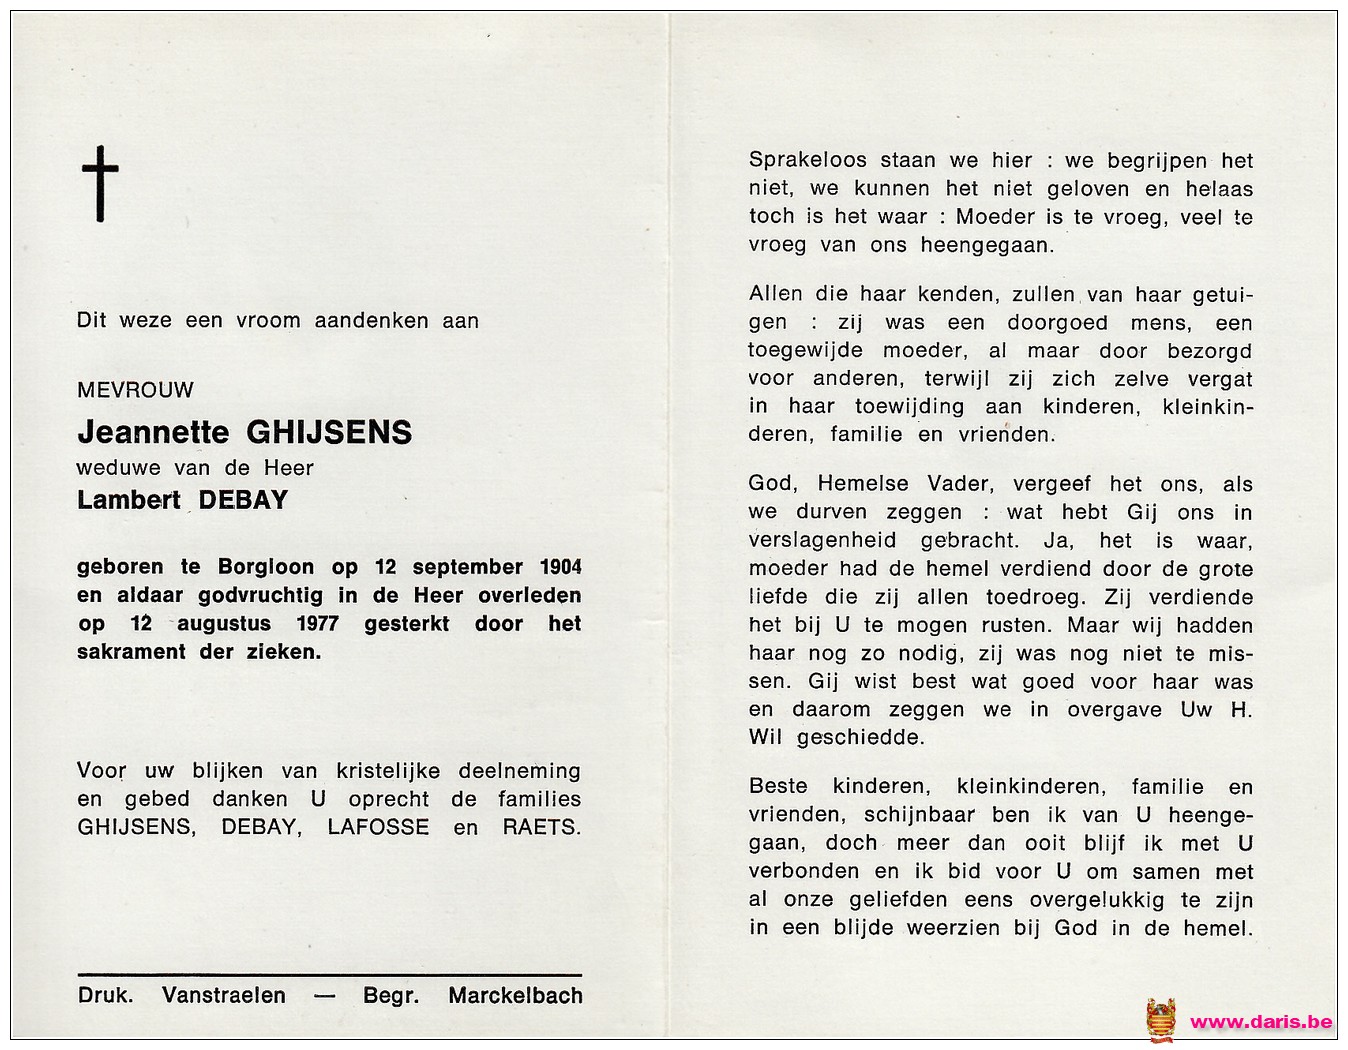 Dit weze een vroom aandenken aan
MEVROUW
Jeannette GHIJSENS
weduwe van de Heer
Lambert DEBAY
geboren te Borgloon op 12 september 1904
en aldaar godvruchtig in de Heer overleden
op 12 augustus 1977 gesterkt door het
sakrament der zieken.
Voor uw blijken van kristelijke deelneming
en gebed danken U oprecht de families
GHIJSENS, DEBAY, LAFOSSE en RAETS.
Druk. Vanstraelen — Begr. Marckelbach
Sprakeloos staan we hier : we begrijpen het
niet, we kunnen het niet geloven en helaas
toch is het waar : Moeder is te vroeg, veel te
vroeg van ons heengegaan.
Allen die haar kenden, zullen van haar getui-
gen : zij was een doorgoed mens, een
toegewijde moeder, al maar door bezorgd
voor anderen, terwijl zij zich zelve vergat
in haar toewijding aan kinderen, kleinkin-
deren, familie en vrienden.
God, Hemelse Vader, vergeef het ons, als
we durven zeggen : wat hebt Gij ons in
verslagenheid gebracht. Ja, het is waar,
moeder had de hemel verdiend door de grote
liefde die zij allen toedroeg. Zij verdiende
het bij U te mogen rusten. Maar wij hadden
haar nog zo nodig, zij was nog niet te mis-
sen. Gij wist best wat goed voor haar was
en daarom zeggen we in overgave Uw H.
Wil geschiedde.
Beste kinderen, kleinkinderen, familie en
vrienden, schijnbaar ben ik van U heenge-
gaan, doch meer dan ooit blijf ik met U
verbonden en ik bid voor U om samen met
al onze geliefden eens overgelukkig te zijn
in een blijde weerzien bij God in de hemel.
www.daris.be